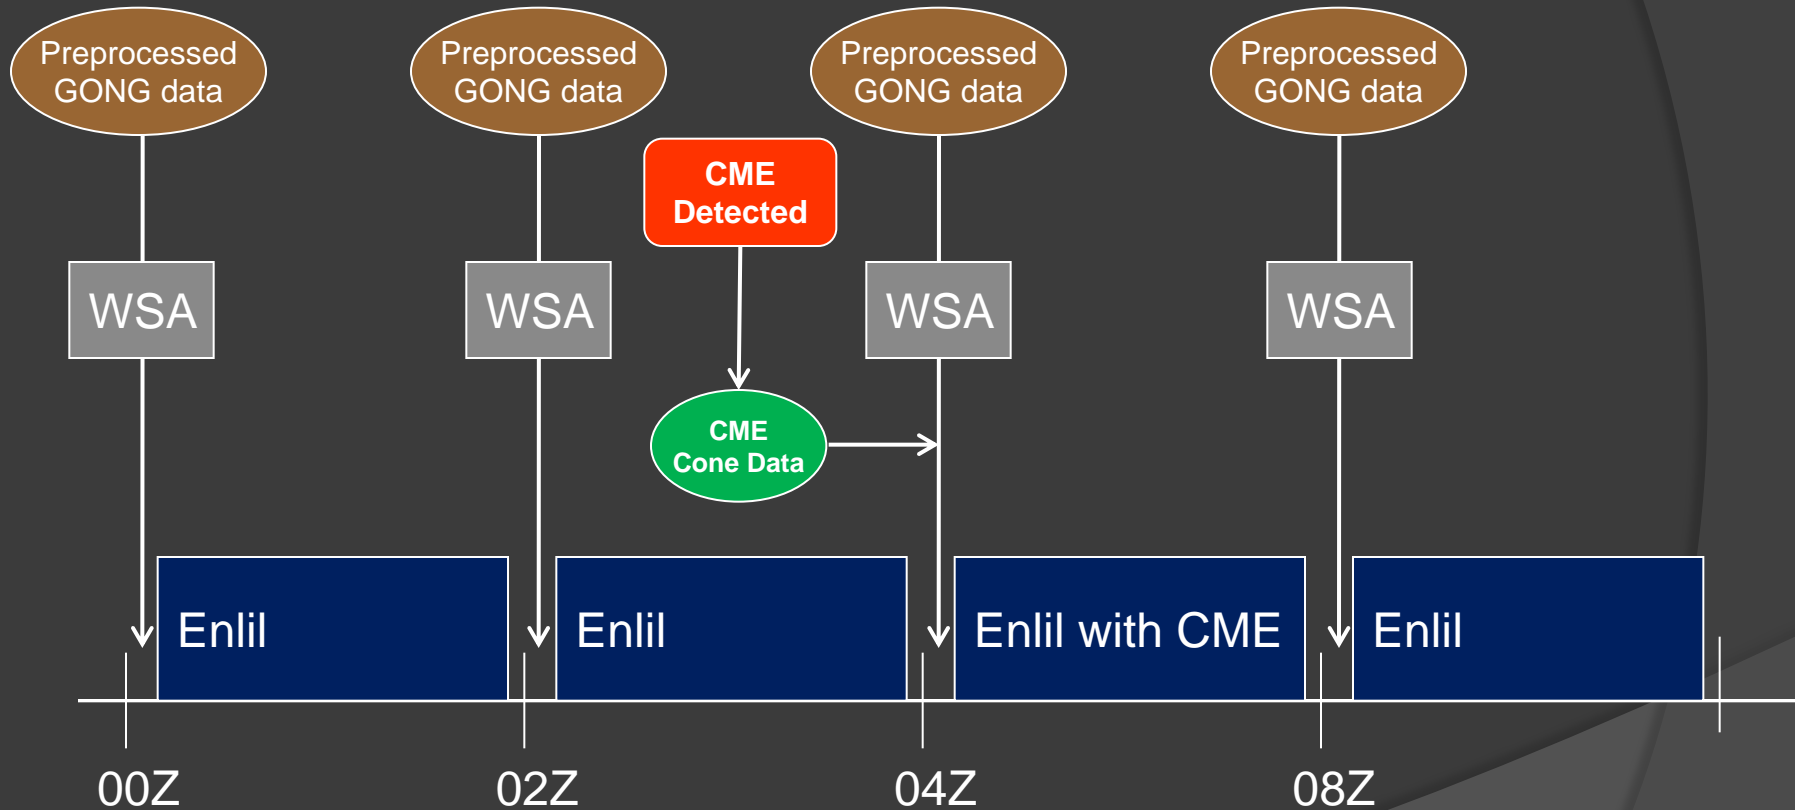 Preprocessed
GONG data
Preprocessed
GONG data
Preprocessed
GONG data
Preprocessed
GONG data
CME
Detected
WSA
WSA
WSA
WSA
CME
Cone Data
Enlil
Enlil
Enlil with CME
Enlil
00Z
02Z
04Z
08Z